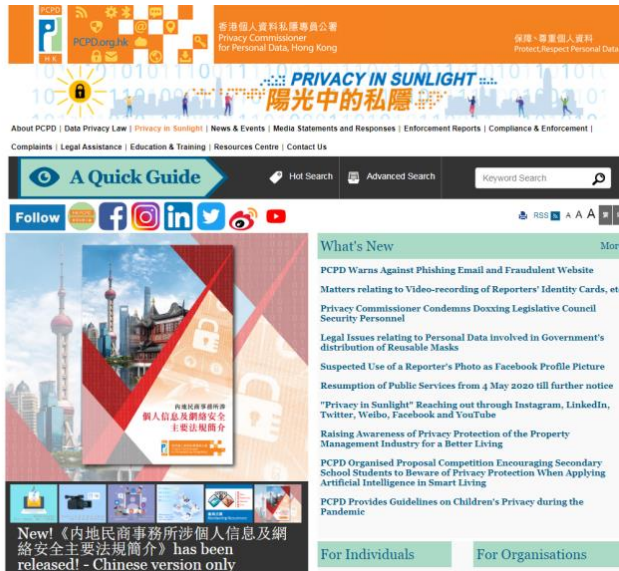 PCPD
PCPD.org.hk
H K
香港個人資料私隱專員公署
Privacy Commissioner
for Personal Data, Hong Kong
保障、尊重個人資料
Protect,Respect Personal Data
PRIVACY IN SUNLIGHT
陽光中的私隱
About PCPD | Data Privacy Law | Privacy in Sunlight | News & Events | Media Statements and Responses | Enforcement Reports | Compliance & Enforcement |
Complaints | Legal Assistance | Education & Training | Resources Centre | Contact Us
A Quick Guide
Hot Search
Advanced Search
Keyword Search
Follow
RSS
A A A
繁
What's New
Mor
PCPD Warns Against Phishing Email and Fraudulent Website
Matters relating to Video-recording of Reporters' Identity Cards, et
Privacy Commissioner Condemns Doxxing Legislative Council
Security Personnel
Legal Issues relating to Personal Data involved in Government's
distribution of Reusable Masks
Suspected Use of a Reporter's Photo as Facebook Profile Picture
Resumption of Public Services from 4 May 2020 till further notice
"Privacy in Sunlight" Reaching out through Instagram, LinkedIn,
Twitter, Weibo, Facebook and YouTube
Raising Awareness of Privacy Protection of the Property
Management Industry for a Better Living
PCPD Organised Proposal Competition Encouraging Secondary
School Students to Beware of Privacy Protection When Applying
Artificial Intelligence in Smart Living
PCPD Provides Guidelines on Children's Privacy during the
Pandemic
内地民商事務所涉
個人信息及網絡安全
主要法規簡介
New!《内地民商事務所涉個人信息及網
絡安全主要法規簡介》has been
released! - Chinese version only
For Individuals
For Organisations